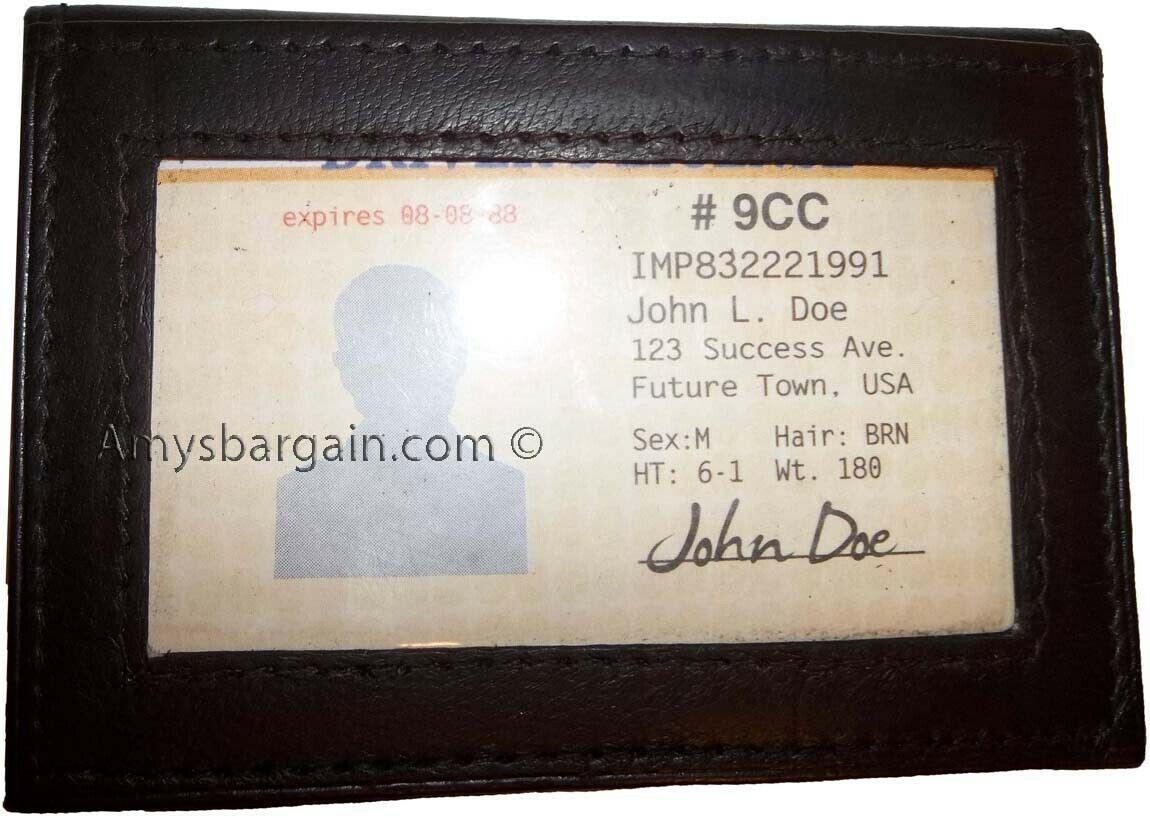 expires 08-08-88
# 9CC
IMP832221991
John L. Doe
123 Success Ave.
Future Town, USA
Sex:M Hair: BRN
HT: 6-1 Wt. 180
John Doe
Amysbargain.com ©